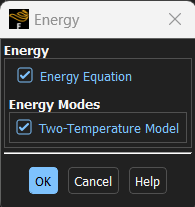 Energy
Energy
Energy Equation
Energy Modes
Two-Temperature Model
OK Cancel Help